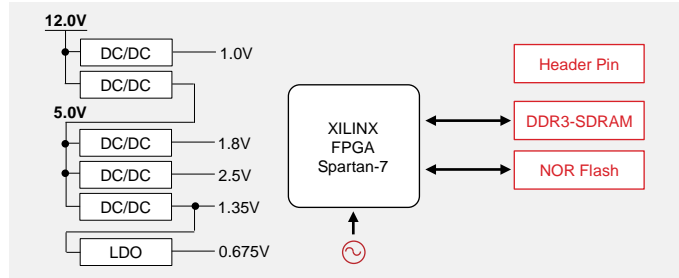 12.0V
DC/DC
1.0V
DC/DC
5.0V
DC/DC
1.8V
DC/DC
2.5V
DC/DC
1.35V
LDO
0.675V
XILINX
FPGA
Spartan-7
Header Pin
DDR3-SDRAM
NOR Flash